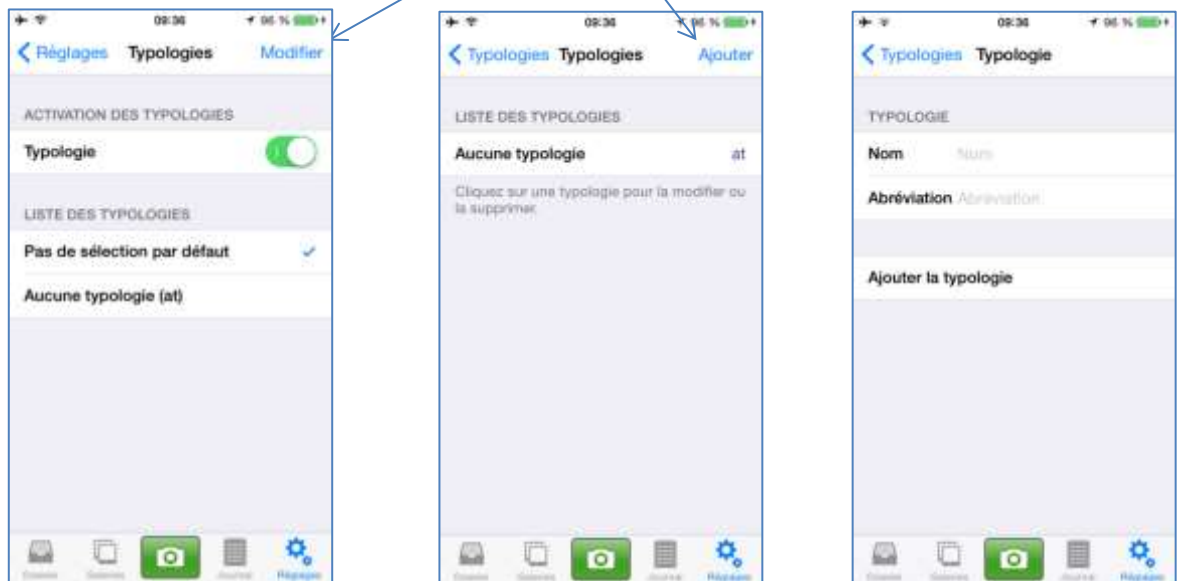 09:36 96 %
Réglages Typologies Modifier
ACTIVATION DES TYPOLOGIES
Typologie
LISTE DES TYPOLOGIES
Pas de sélection par défaut
Aucune typologie (at)
Réglages
09:36 96 %
Typologies Typologies Ajouter
LISTE DES TYPOLOGIES
Aucune typologie at
Cliquez sur une typologie pour la modifier ou
la supprimer.
Réglages
09:36 96 %
Typologies Typologie
TYPOLOGIE
Nom Nom
Abréviation Abréviation
Ajouter la typologie
Réglages